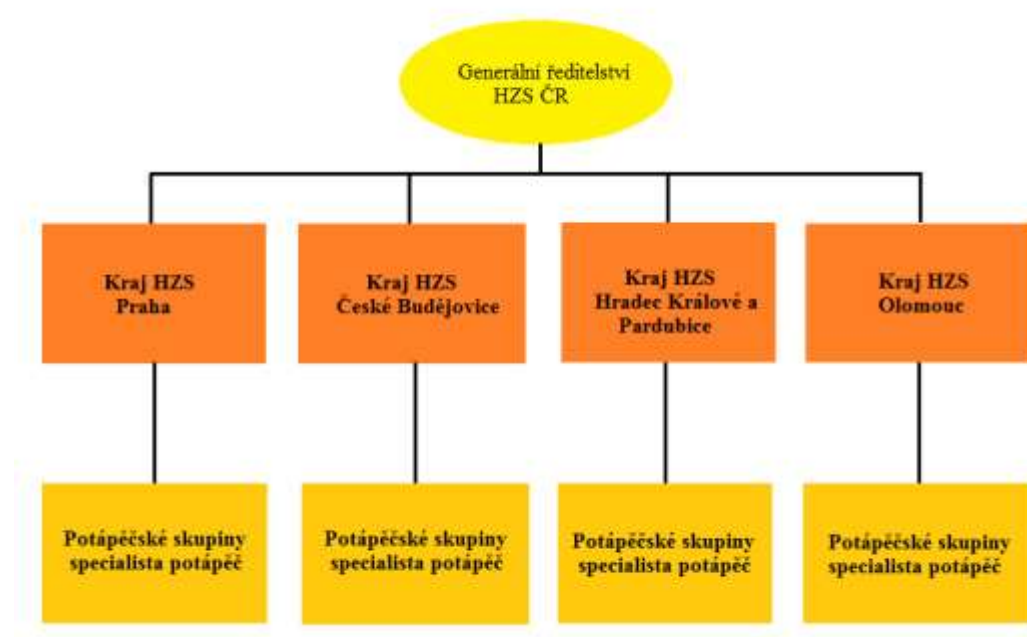 Generální ředitelství
HZS ČR
Kraj HZS
Praha
Kraj HZS
České Budějovice
Kraj HZS
Hradec Králové a
Pardubice
Kraj HZS
Olomouc
Potápěčské skupiny
specialista potápěč
Potápěčské skupiny
specialista potápěč
Potápěčské skupiny
specialista potápěč
Potápěčské skupiny
specialista potápěč